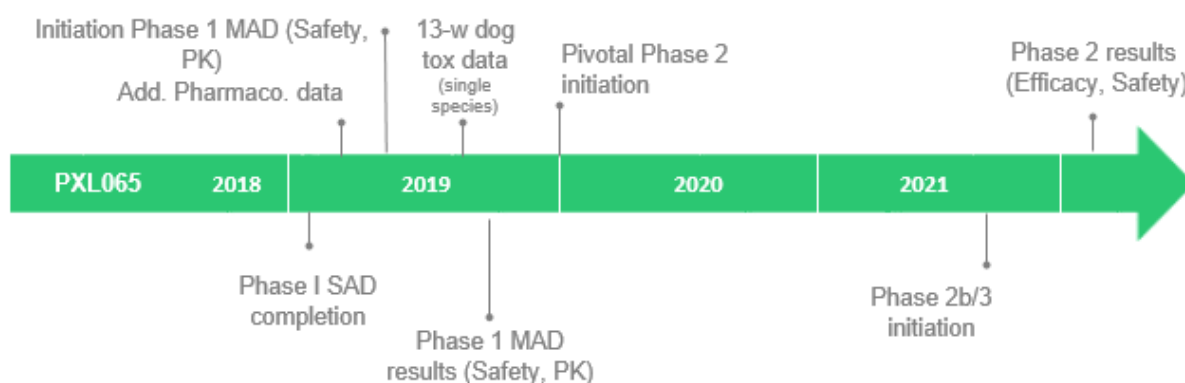 Initiation Phase 1 MAD (Safety,
PK)
Add. Pharmaco. data
13-w dog
tox data
(single
species)
Pivotal Phase 2
initiation
Phase 2 results
(Efficacy, Safety)
PXL065 2018 2019 2020 2021
Phase I SAD
completion
Phase 1 MAD
results (Safety, PK)
Phase 2b/3
initiation